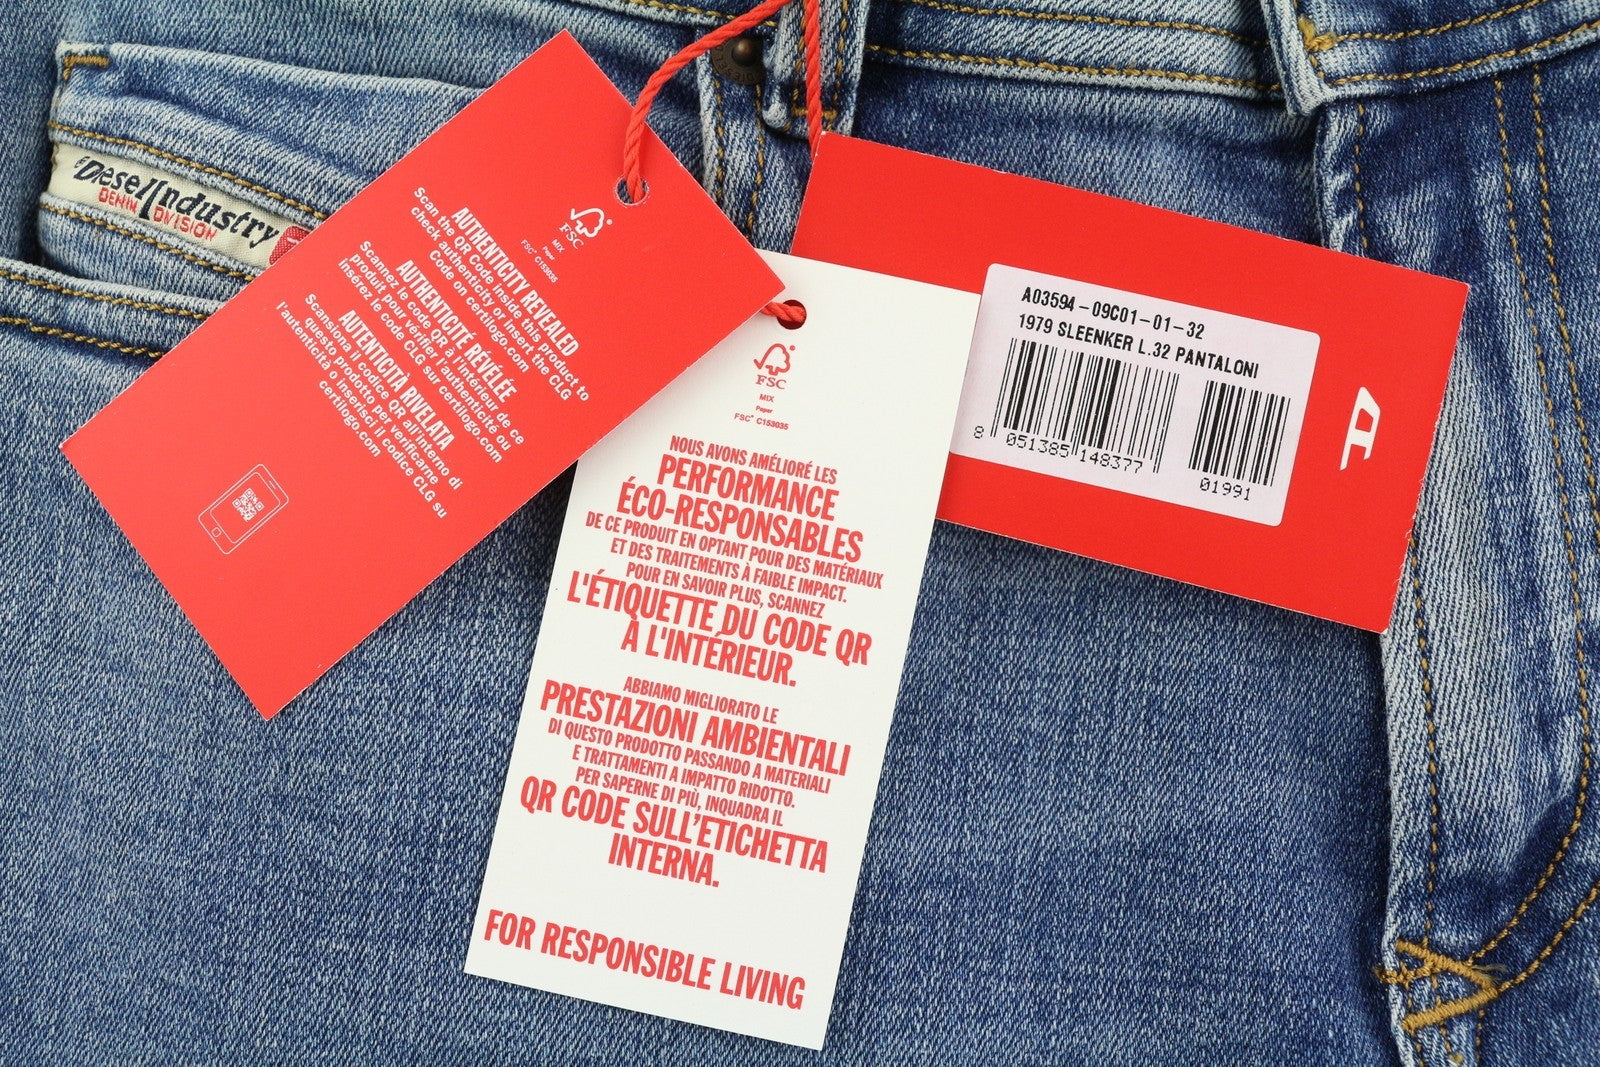 Diesel Industry
DENIM DIVISION
DIESEL
FSC
MIX
Paper
FSC® C153035
AUTHENTICITY REVEALED
Scan the QR Code inside this product to
check authenticity or insert the CLG
Code on certilogo.com
AUTHENTICITÉ RÉVÉLÉE
Scannez le code QR à l'intérieur de ce
produit pour vérifier l'authenticité ou
insérez le code CLG sur certilogo.com
AUTENTICITÀ RIVELATA
Scansiona il codice QR all'interno di
questo prodotto per verificarne
l'autenticità o inserisci il codice CLG su
certilogo.com
FSC
MIX
Paper
FSC® C153035
NOUS AVONS AMÉLIORÉ LES
PERFORMANCE
ÉCO-RESPONSABLES
DE CE PRODUIT EN OPTANT POUR DES MATÉRIAUX
ET DES TRAITEMENTS À FAIBLE IMPACT.
POUR EN SAVOIR PLUS, SCANNEZ
L'ÉTIQUETTE DU CODE QR
À L'INTÉRIEUR.
ABBIAMO MIGLIORATO LE
PRESTAZIONI AMBIENTALI
DI QUESTO PRODOTTO PASSANDO A MATERIALI
E TRATTAMENTI A IMPATTO RIDOTTO.
PER SAPERNE DI PIÙ, INQUADRA IL
QR CODE SULL'ETICHETTA
INTERNA.
FOR RESPONSIBLE LIVING
A03594-09C01-01-32
1979 SLEENKER L.32 PANTALONI
8 051385 148377
01991
D